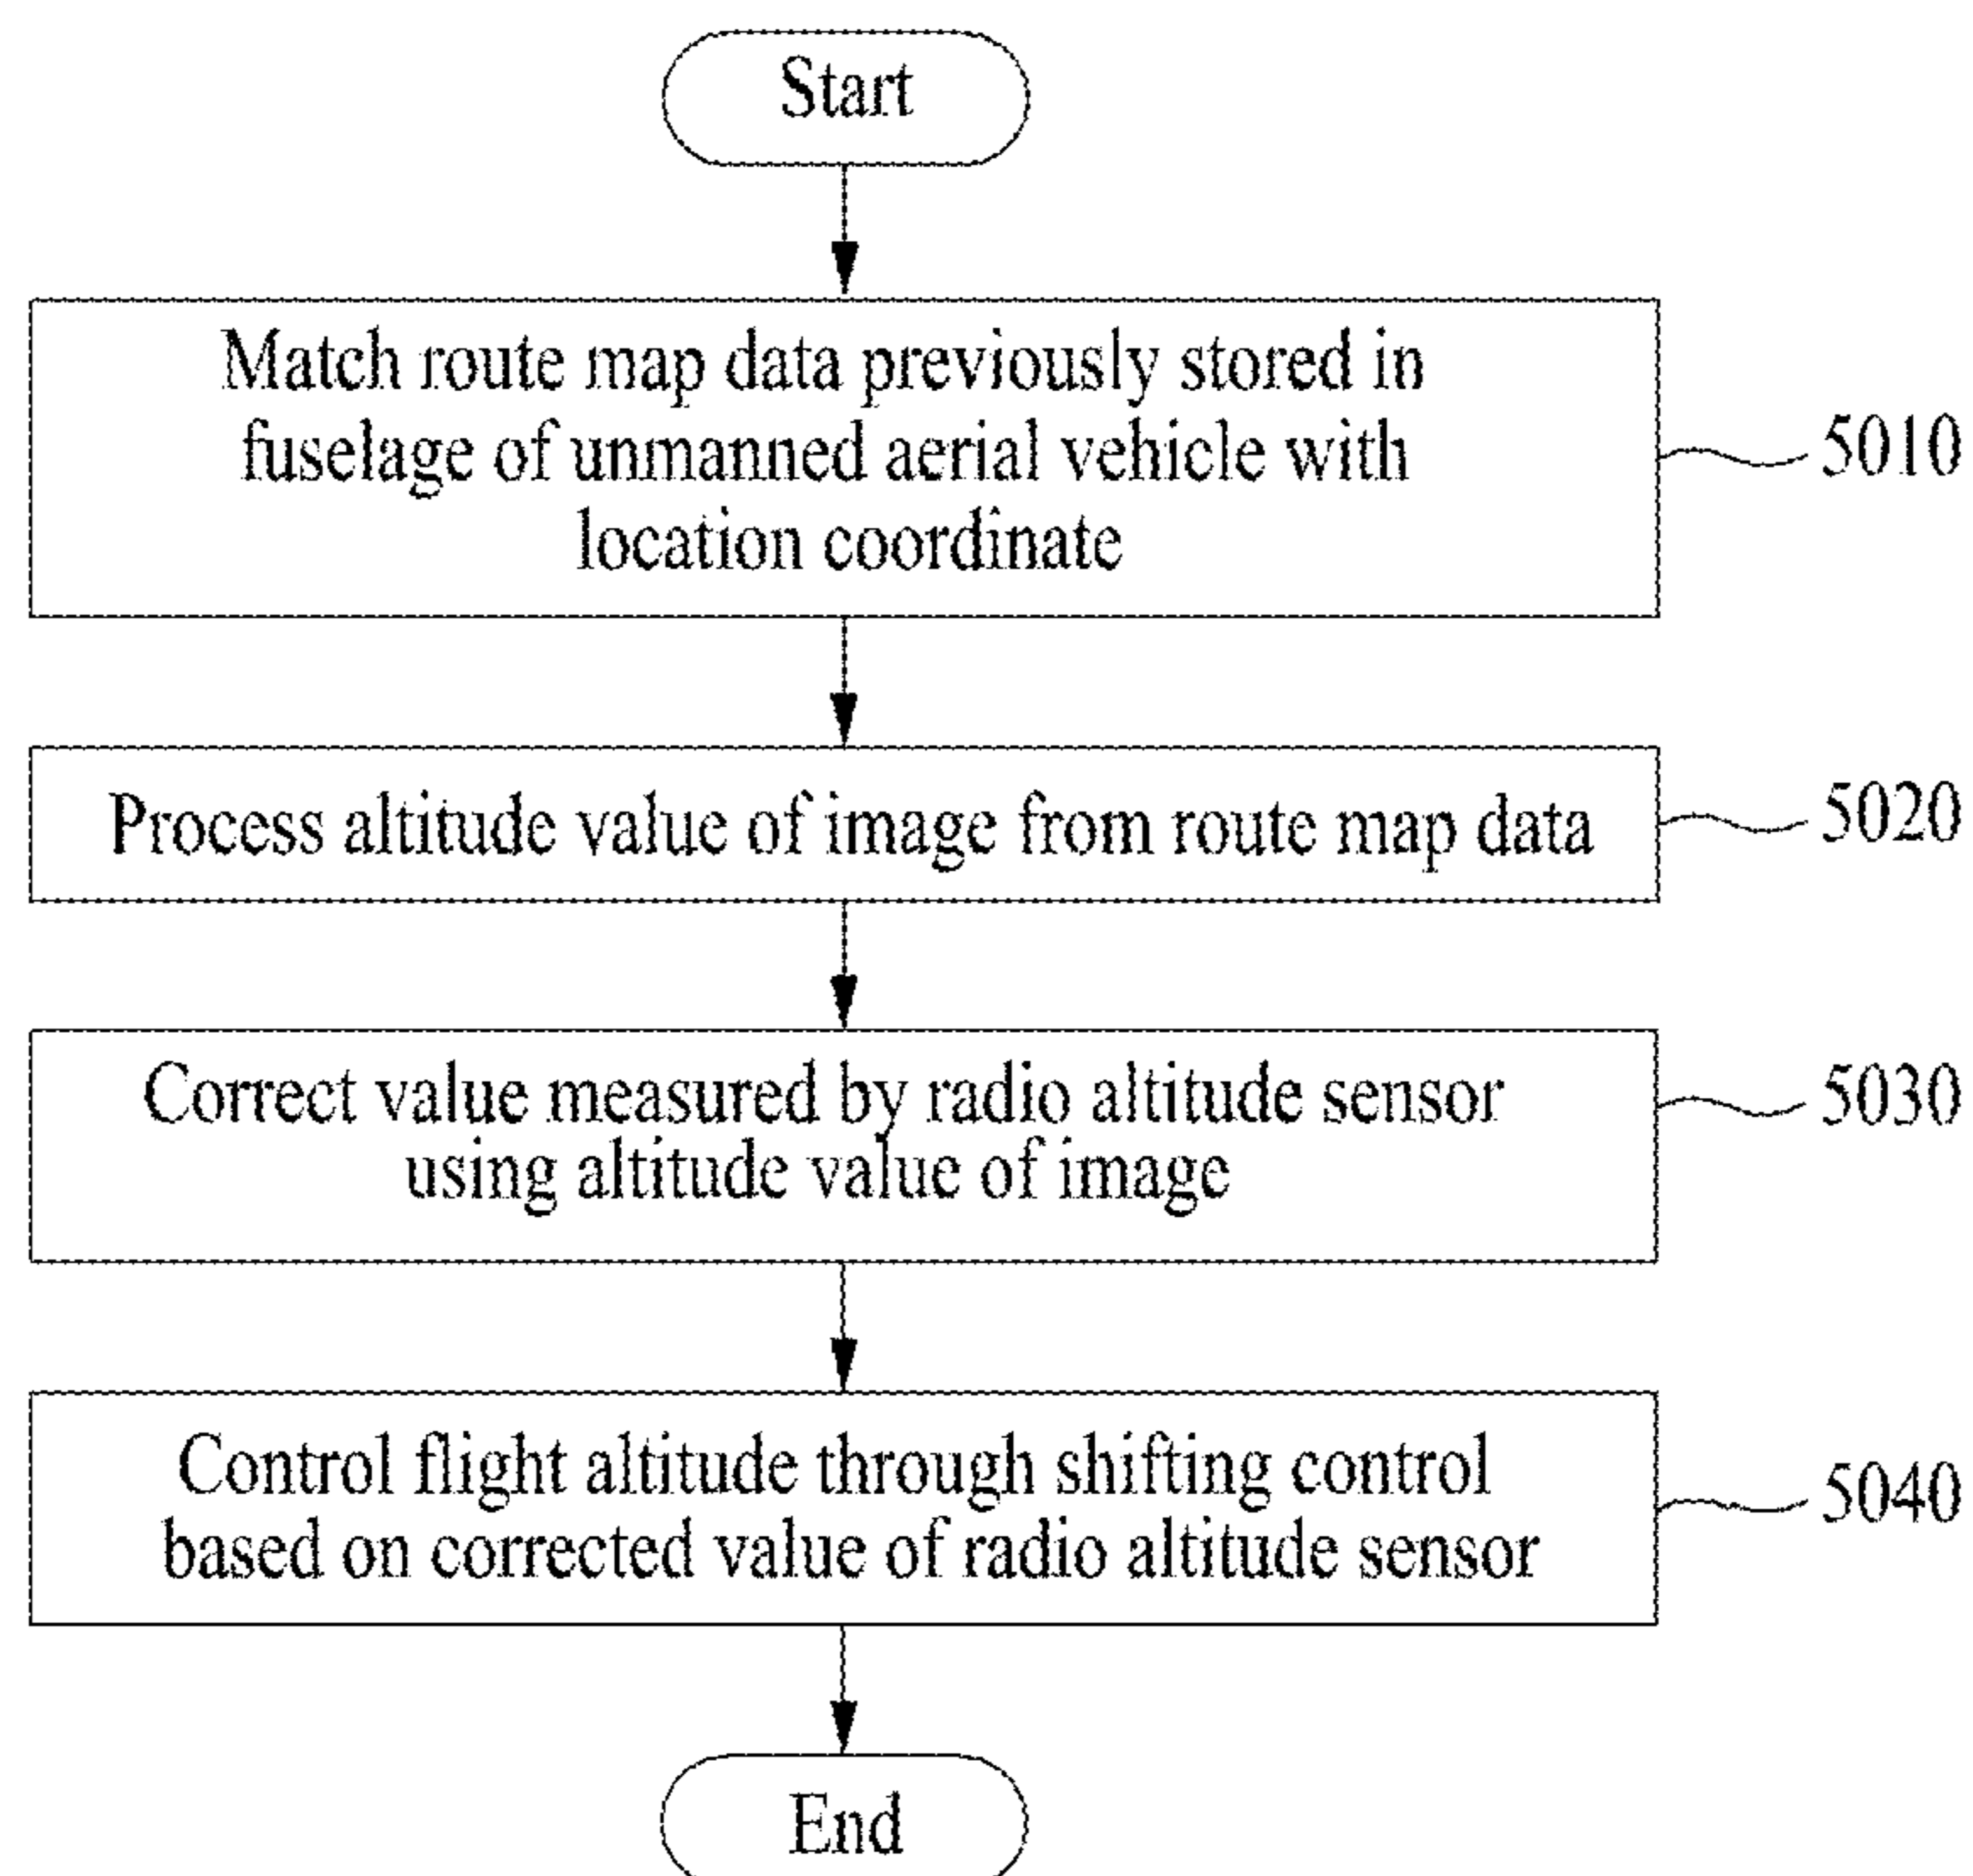 Start
Match route map data previously stored in
fuselage of unmanned aerial vehicle with
location coordinate
5010
Process altitude value of image from route map data
5020
Correct value measured by radio altitude sensor
using altitude value of image
5030
Control flight altitude through shifting control
based on corrected value of radio altitude sensor
5040
End